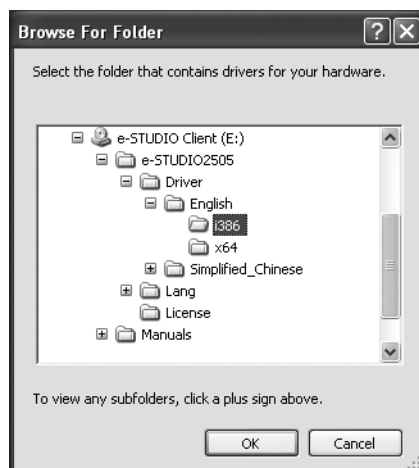 Browse For Folder
Select the folder that contains drivers for your hardware.
e-STUDIO Client (E:)
e-STUDIO2505
Driver
English
i386
x64
Simplified_Chinese
Lang
License
Manuals
To view any subfolders, click a plus sign above.
OK Cancel